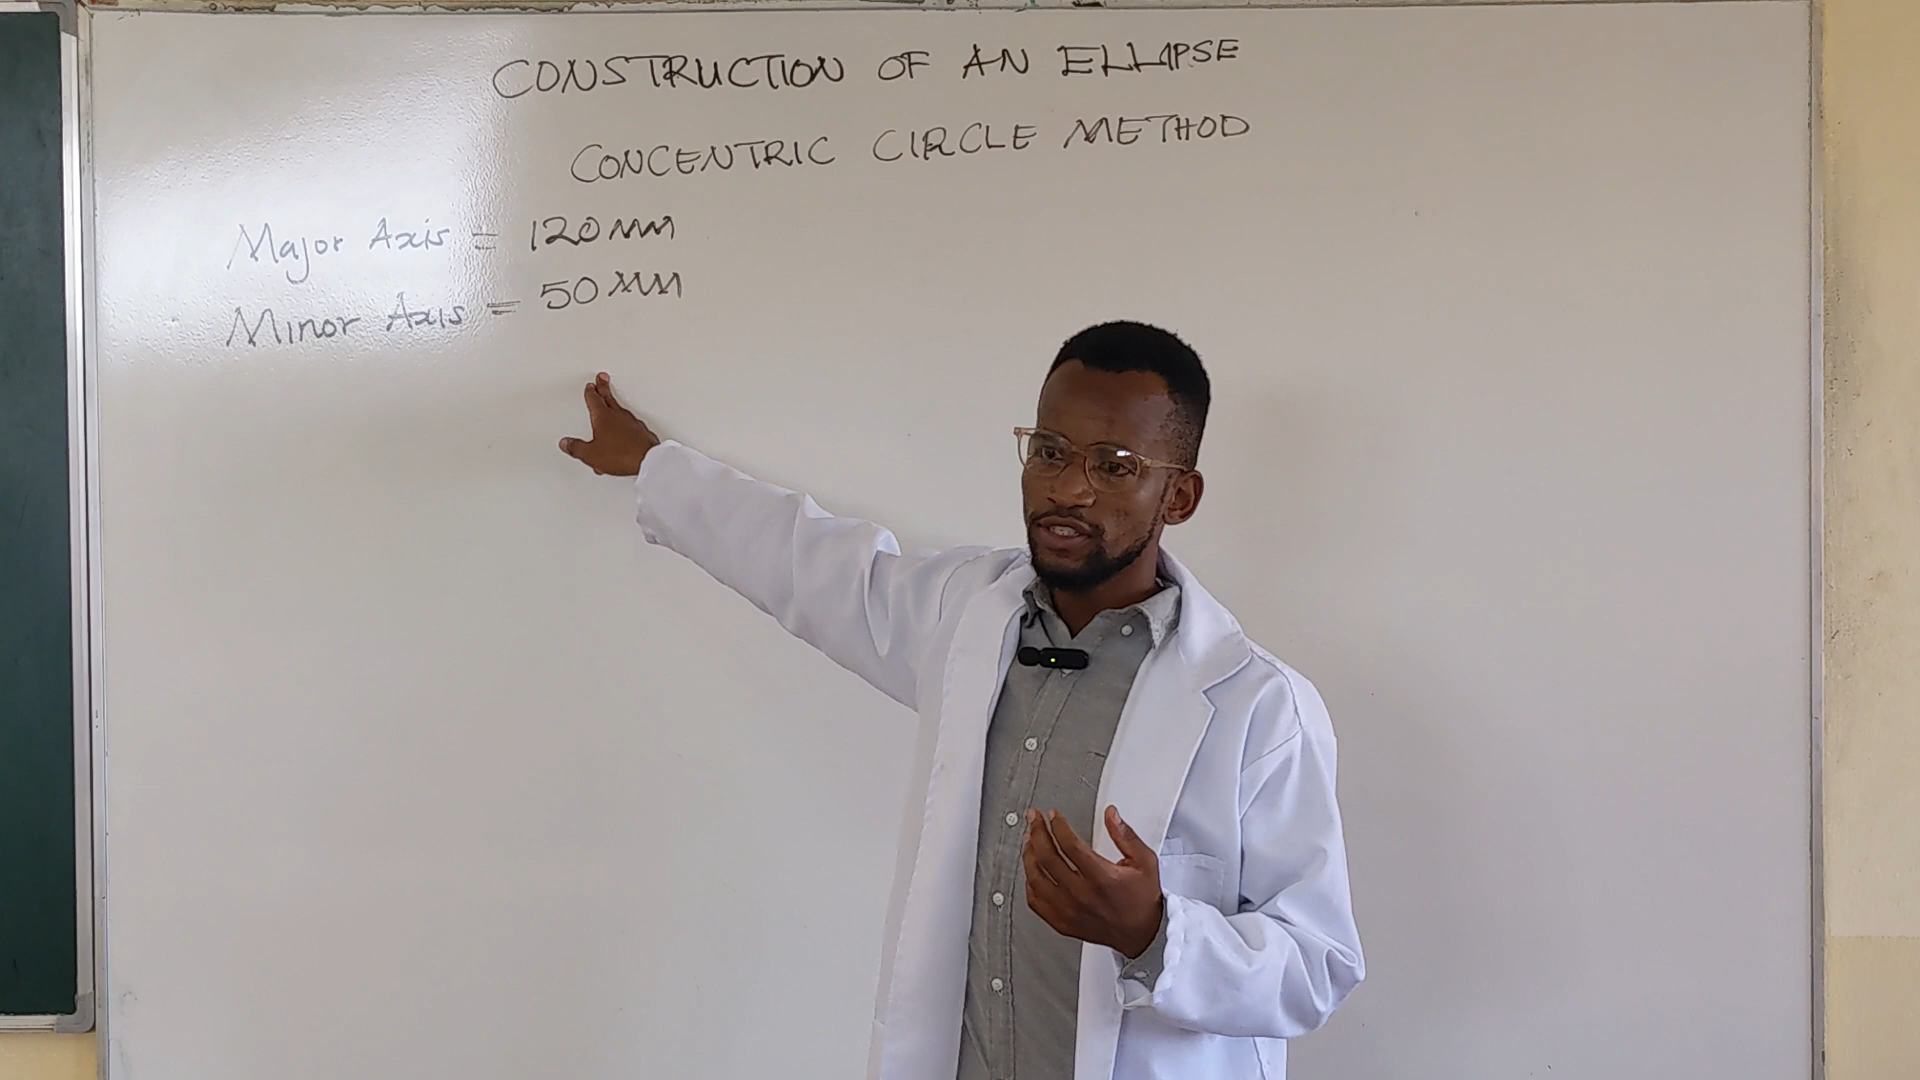 CONSTRUCTION OF AN ELLIPSE
CONCENTRIC CIRCLE METHOD
Major Axis = 120 MM
Minor Axis = 50 MM